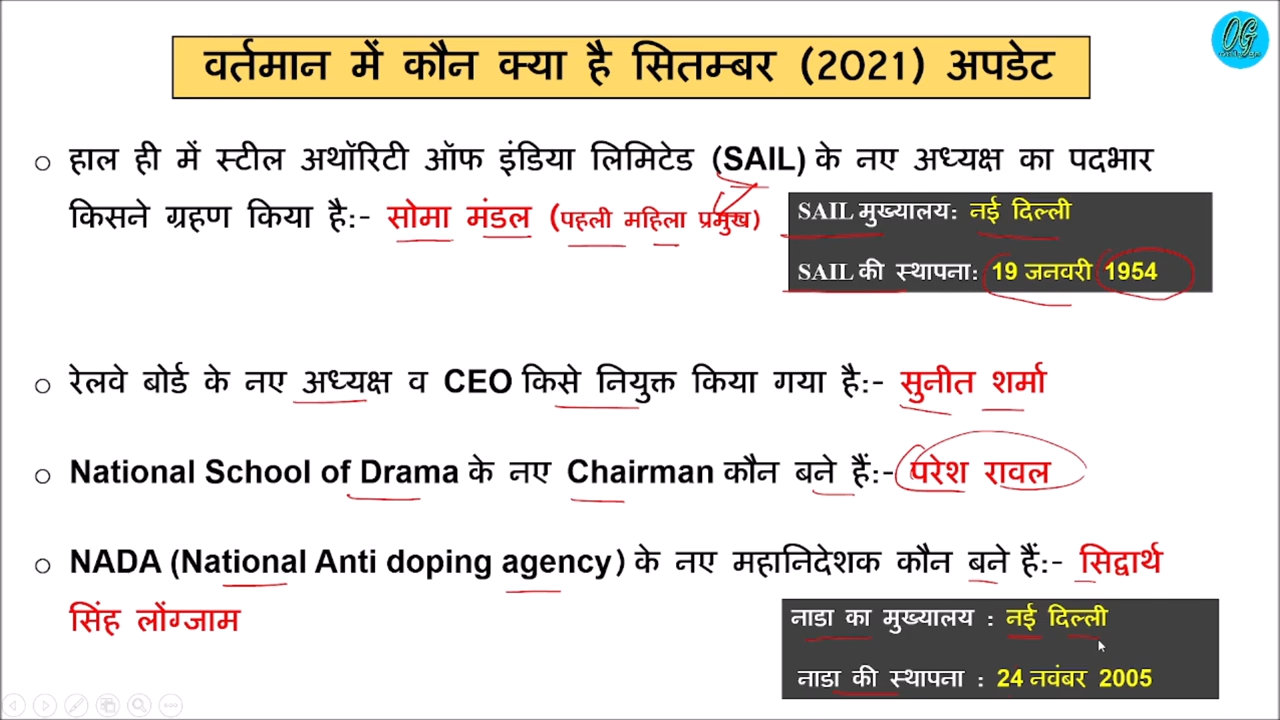 OG
वर्तमान में कौन क्या है सितम्बर (2021) अपडेट
○ हाल ही में स्टील अथॉरिटी ऑफ इंडिया लिमिटेड (SAIL) के नए अध्यक्ष का पदभार
किसने ग्रहण किया है:- सोमा मंडल (पहली महिला प्रमुख)
SAIL मुख्यालय: नई दिल्ली
SAIL की स्थापना: 19 जनवरी 1954
○ रेलवे बोर्ड के नए अध्यक्ष व CEO किसे नियुक्त किया गया है:- सुनीत शर्मा
○ National School of Drama के नए Chairman कौन बने हैं:- परेश रावल
○ NADA (National Anti doping agency) के नए महानिदेशक कौन बने हैं:- सिद्वार्थ
सिंह लोंग्जाम
नाडा का मुख्यालय : नई दिल्ली
नाडा की स्थापना : 24 नवंबर 2005